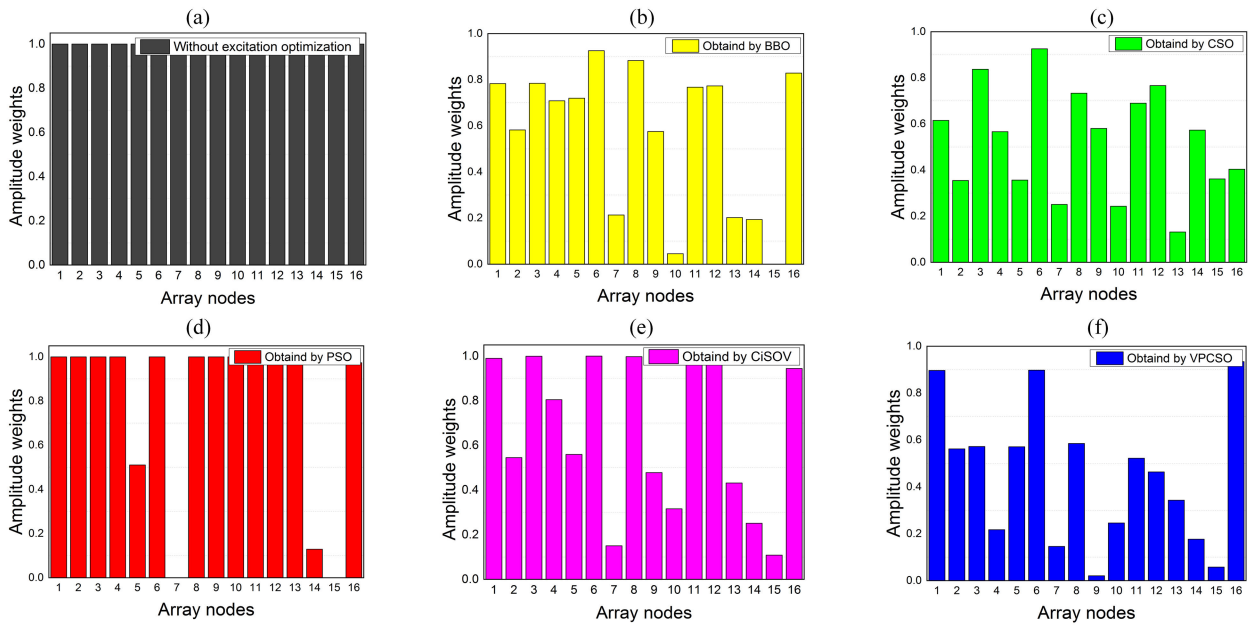 (a)
Without excitation optimization
Amplitude weights
1.0
0.8
0.6
0.4
0.2
0.0
1 2 3 4 5 6 7 8 9 10 11 12 13 14 15 16
Array nodes
(b)
Obtaind by BBO
Amplitude weights
1.0
0.8
0.6
0.4
0.2
0.0
1 2 3 4 5 6 7 8 9 10 11 12 13 14 15 16
Array nodes
(c)
Obtaind by CSO
Amplitude weights
1.0
0.8
0.6
0.4
0.2
0.0
1 2 3 4 5 6 7 8 9 10 11 12 13 14 15 16
Array nodes
(d)
Obtaind by PSO
Amplitude weights
1.0
0.8
0.6
0.4
0.2
0.0
1 2 3 4 5 6 7 8 9 10 11 12 13 14 15 16
Array nodes
(e)
Obtaind by CiSOV
Amplitude weights
1.0
0.8
0.6
0.4
0.2
0.0
1 2 3 4 5 6 7 8 9 10 11 12 13 14 15 16
Array nodes
(f)
Obtaind by VPCSO
Amplitude weights
1.0
0.8
0.6
0.4
0.2
0.0
1 2 3 4 5 6 7 8 9 10 11 12 13 14 15 16
Array nodes